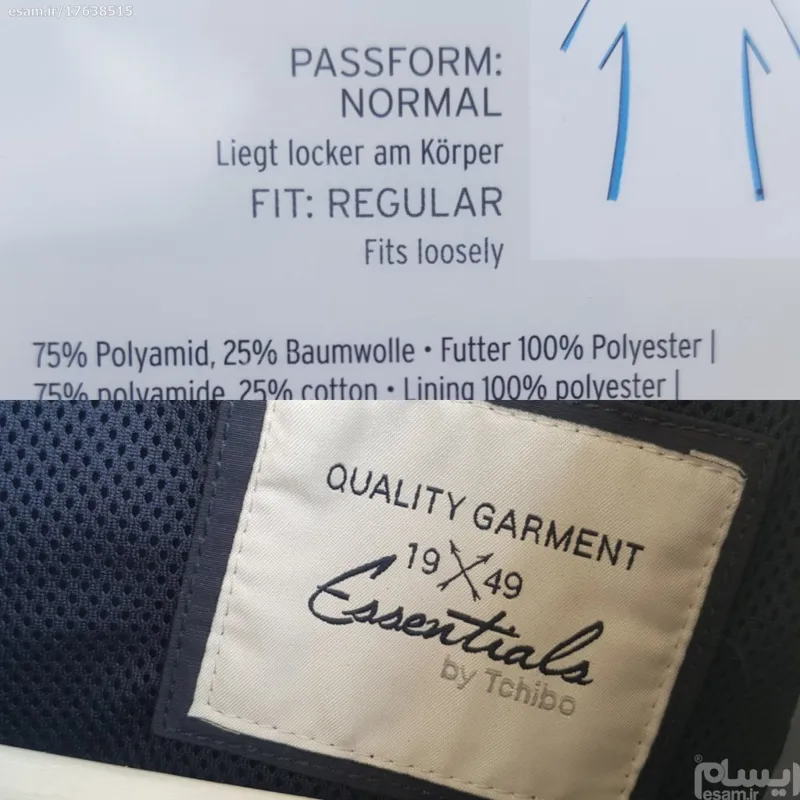 esam.ir/17638515
PASSFORM:
NORMAL
Liegt locker am Körper
FIT: REGULAR
Fits loosely
75% Polyamid, 25% Baumwolle • Futter 100% Polyester |
75% polyamide, 25% cotton • Lining 100% polyester |
QUALITY GARMENT
19 49
Essentials
by Tchibo
ایسام
esam.ir